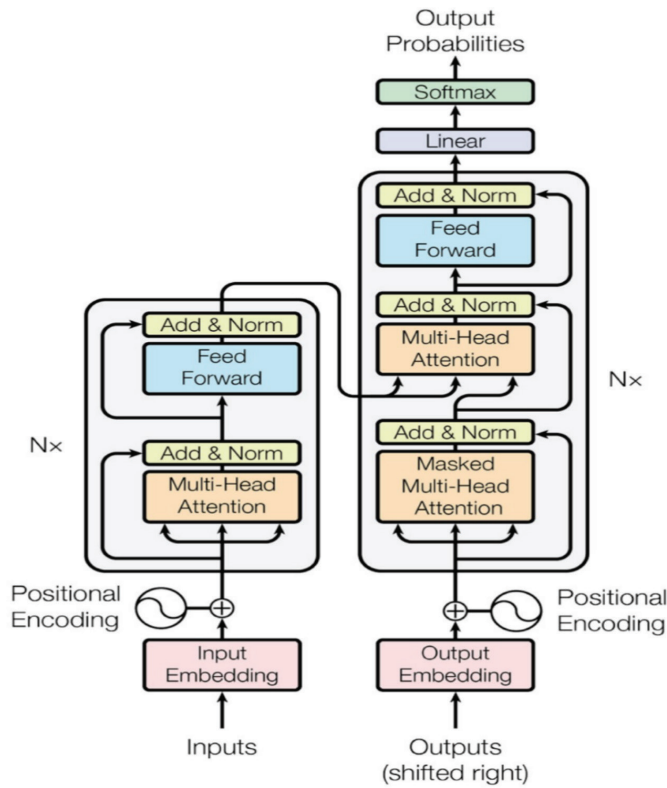 Output
Probabilities
Softmax
Linear
Add & Norm
Feed
Forward
Add & Norm
Multi-Head
Attention
Add & Norm
Masked
Multi-Head
Attention
Nx
Add & Norm
Feed
Forward
Add & Norm
Multi-Head
Attention
Nx
Positional
Encoding
Positional
Encoding
Input
Embedding
Output
Embedding
Inputs
Outputs
(shifted right)